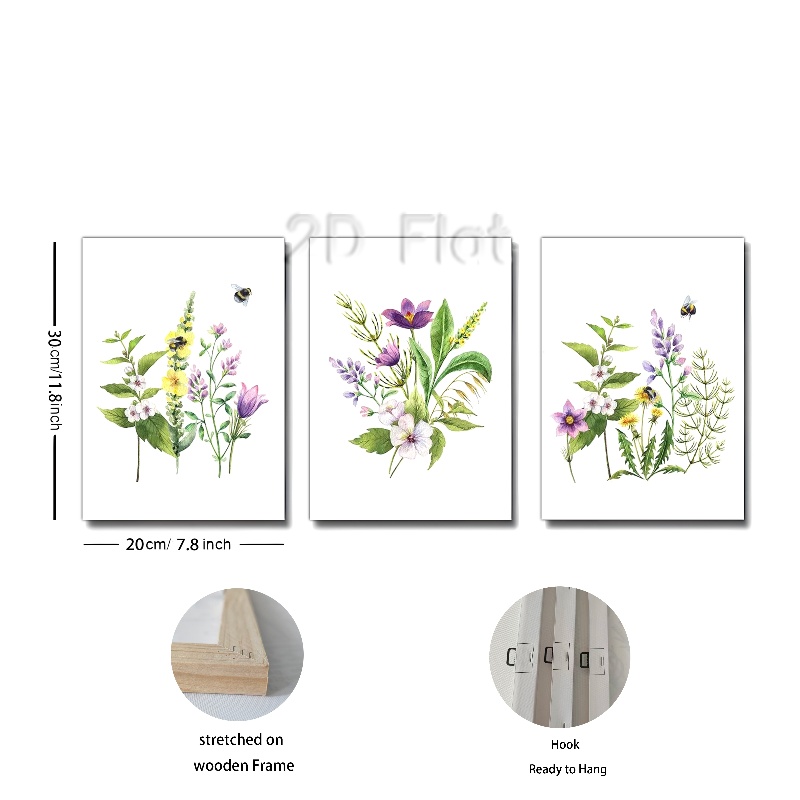 2D Flat
30cm/11.8inch
20cm/ 7.8 inch
stretched on
wooden Frame
Hook
Ready to Hang